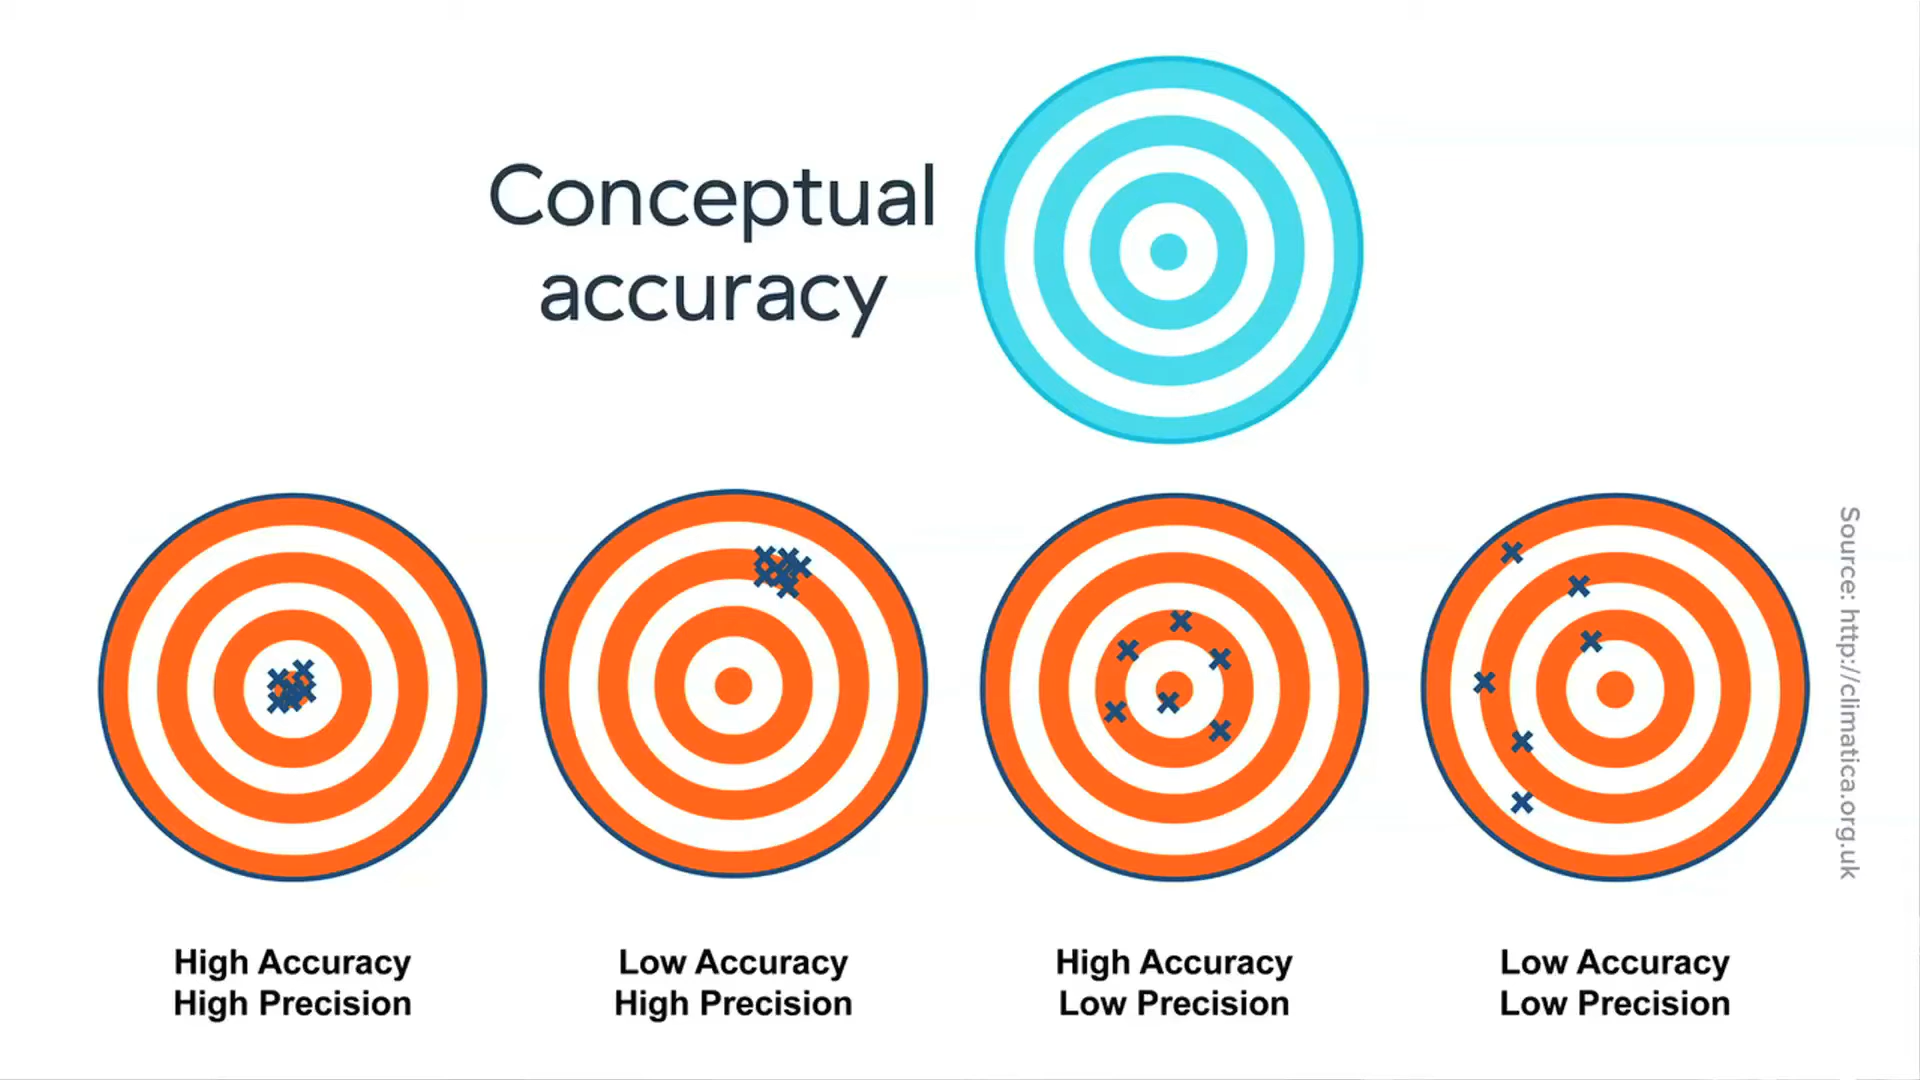 Conceptual
accuracy
High Accuracy
High Precision
Low Accuracy
High Precision
High Accuracy
Low Precision
Low Accuracy
Low Precision
Source: http://climatica.org.uk